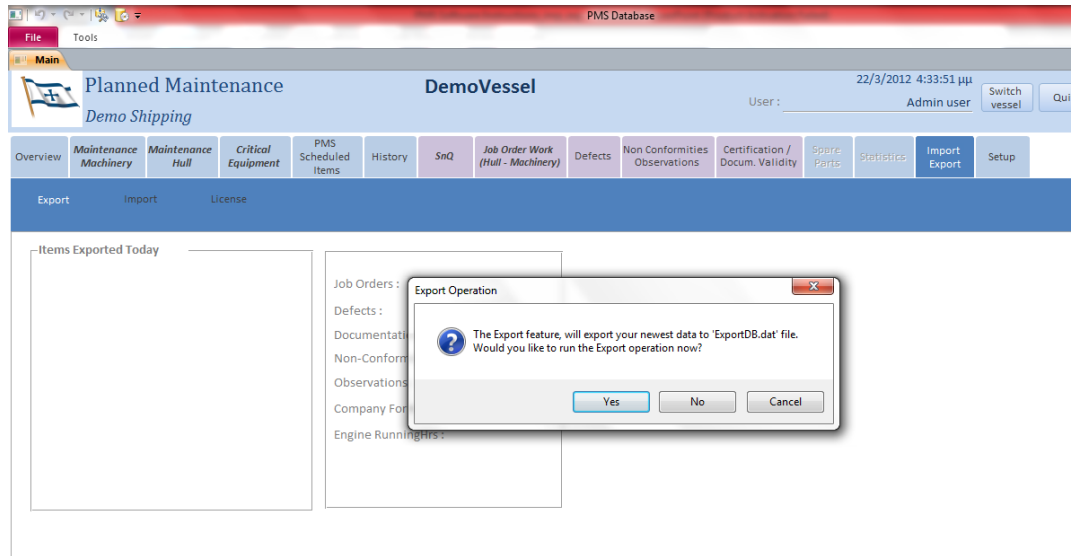 PMS Database
File Tools
Main
Planned Maintenance
Demo Shipping
DemoVessel
22/3/2012 4:33:51 μμ
User :
Admin user
Switch
vessel
Overview
Maintenance
Machinery
Maintenance
Hull
Critical
Equipment
PMS
Scheduled
Items
History
SnQ
Job Order Work
(Hull - Machinery)
Defects
Non Conformities
Observations
Certification /
Docum. Validity
Spare
Parts
Statistics
Import
Export
Setup
Export Import License
Items Exported Today
Job Orders :
Defects :
Observations
Engine RunningHrs :
Export Operation
The Export feature, will export your newest data to 'ExportDB.dat' file.
Would you like to run the Export operation now?
Yes No Cancel